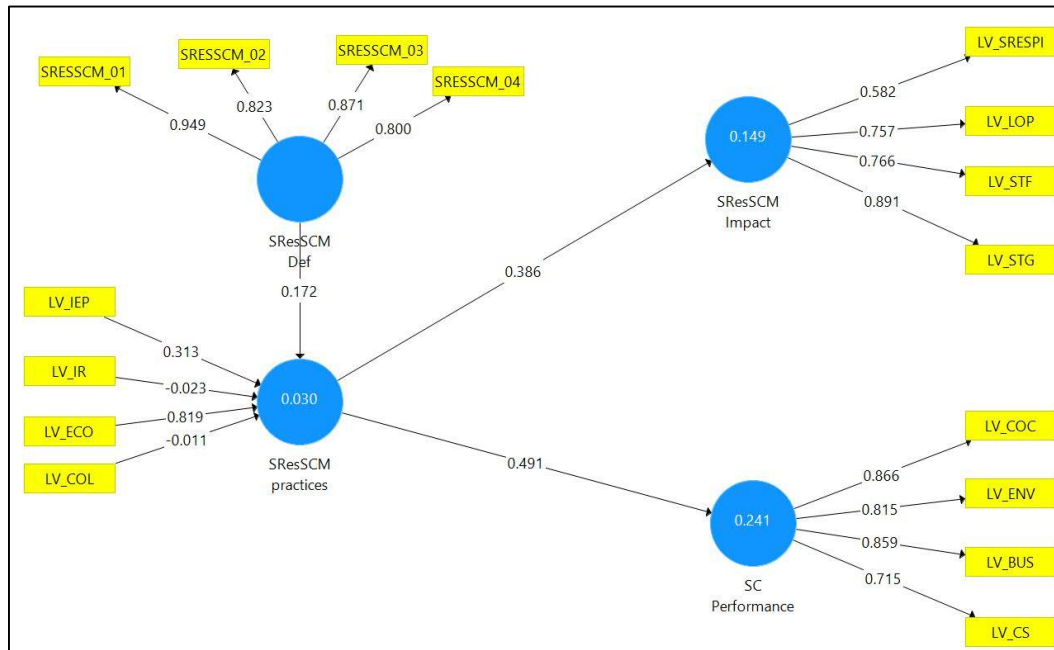 SRESSCM_01
SRESSCM_02
SRESSCM_03
SRESSCM_04
0.949
0.823
0.871
0.800
SResSCM
Def
0.172
LV_IEP
LV_IR
LV_ECO
LV_COL
0.313
-0.023
0.819
-0.011
0.030
SResSCM
practices
0.386
0.491
0.149
SResSCM
Impact
0.582
0.757
0.766
0.891
LV_SRESPI
LV_LOP
LV_STF
LV_STG
0.241
SC
Performance
0.866
0.815
0.859
0.715
LV_COC
LV_ENV
LV_BUS
LV_CS